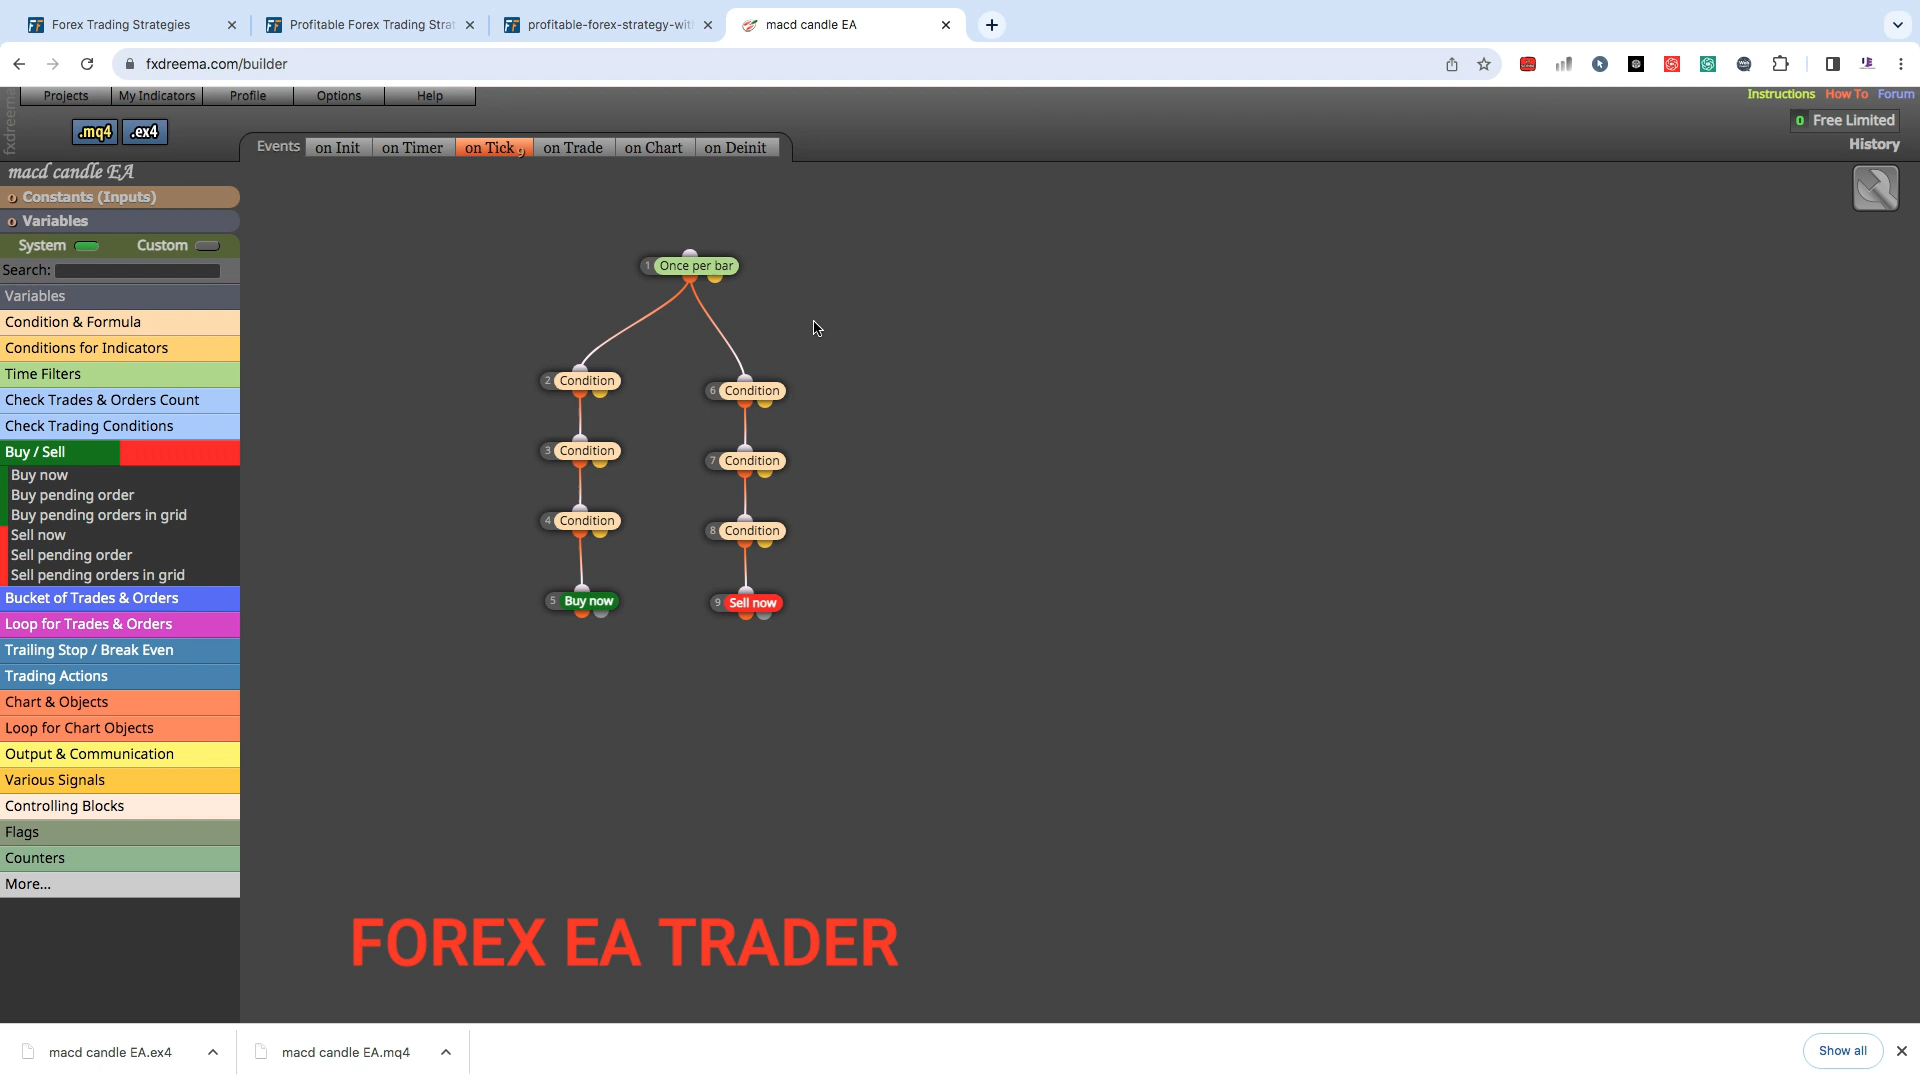 Forex Trading Strategies
Profitable Forex Trading Strat
profitable-forex-strategy-wit
macd candle EA
fxdreema.com/builder
fxdreema
Projects
My Indicators
Profile
Options
Help
Instructions
How To
Forum
.mq4
.ex4
0 Free Limited
History
Events
on Init
on Timer
on Tick 9
on Trade
on Chart
on Deinit
macd candle EA
o Constants (Inputs)
o Variables
System
Custom
Search:
Variables
Condition & Formula
Conditions for Indicators
Time Filters
Check Trades & Orders Count
Check Trading Conditions
Buy / Sell
Buy now
Buy pending order
Buy pending orders in grid
Sell now
Sell pending order
Sell pending orders in grid
Bucket of Trades & Orders
Loop for Trades & Orders
Trailing Stop / Break Even
Trading Actions
Chart & Objects
Loop for Chart Objects
Output & Communication
Various Signals
Controlling Blocks
Flags
Counters
More...
1 Once per bar
2 Condition
6 Condition
3 Condition
7 Condition
4 Condition
8 Condition
5 Buy now
9 Sell now
FOREX EA TRADER
macd candle EA.ex4
macd candle EA.mq4
Show all